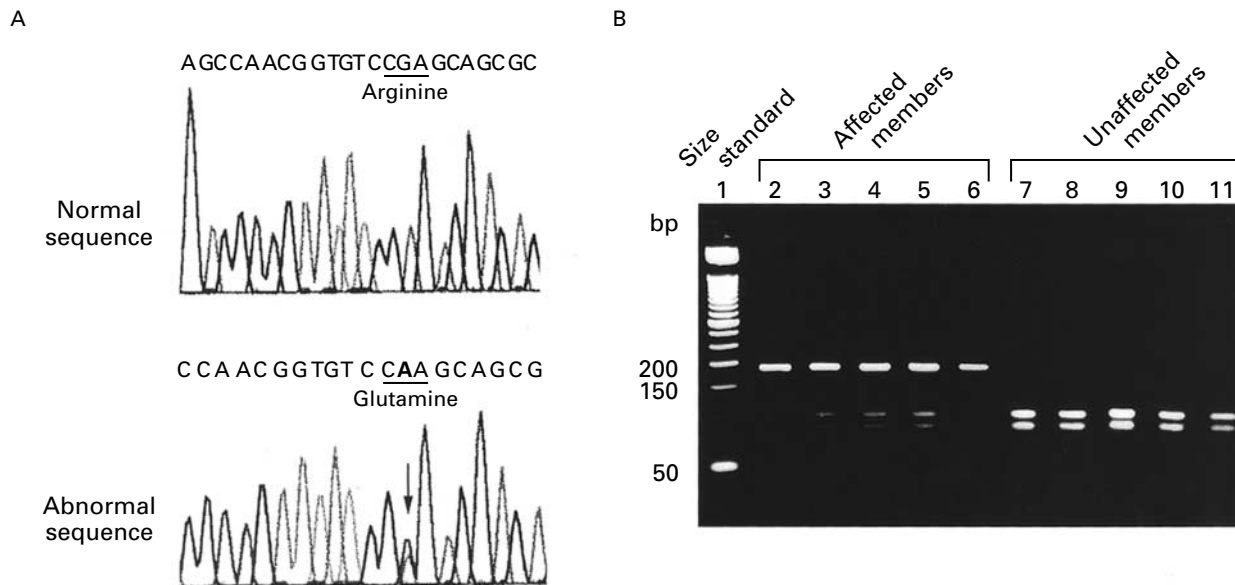 A
AGCCAACGGTGTCCGAGCAGCGC
Arginine
Normal
sequence
CCAACGGTGTCCAAGCAGCG
Glutamine
Abnormal
sequence
B
Size
standard
Affected
members
Unaffected
members
1 2 3 4 5 6 7 8 9 10 11
bp
200
150
50